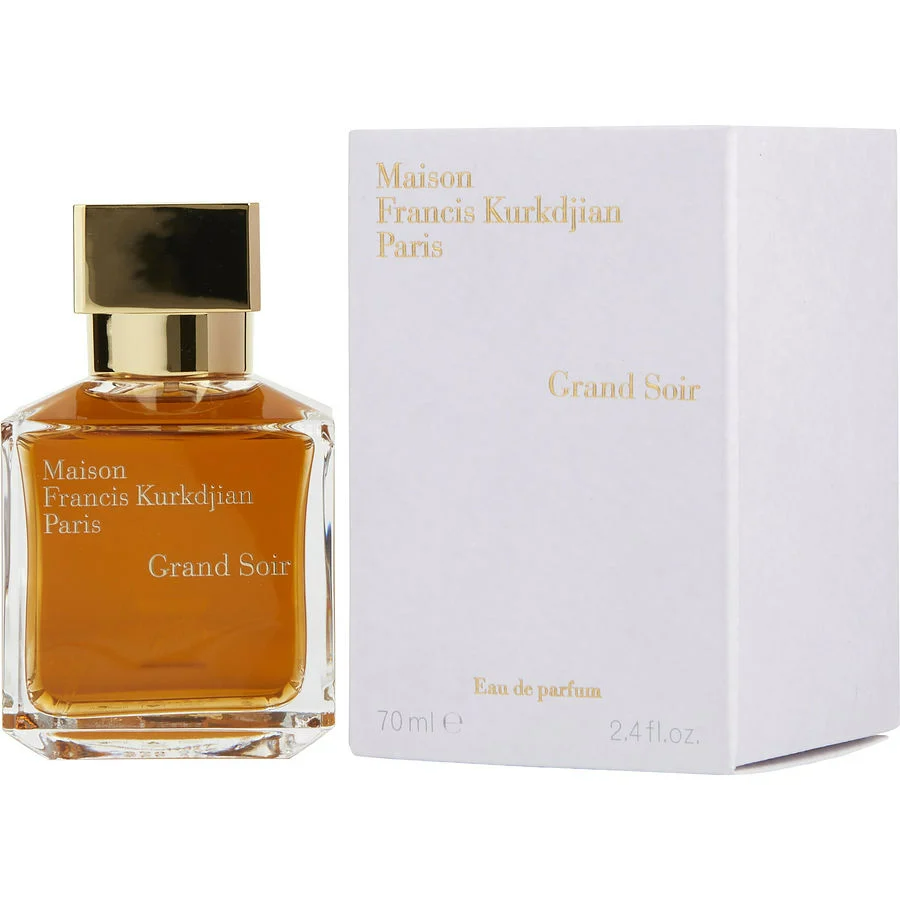 Maison
Francis Kurkdjian
Paris
Grand Soir
Maison
Francis Kurkdjian
Paris
Grand Soir
Eau de parfum
70 ml ℮
2.4 fl.oz.